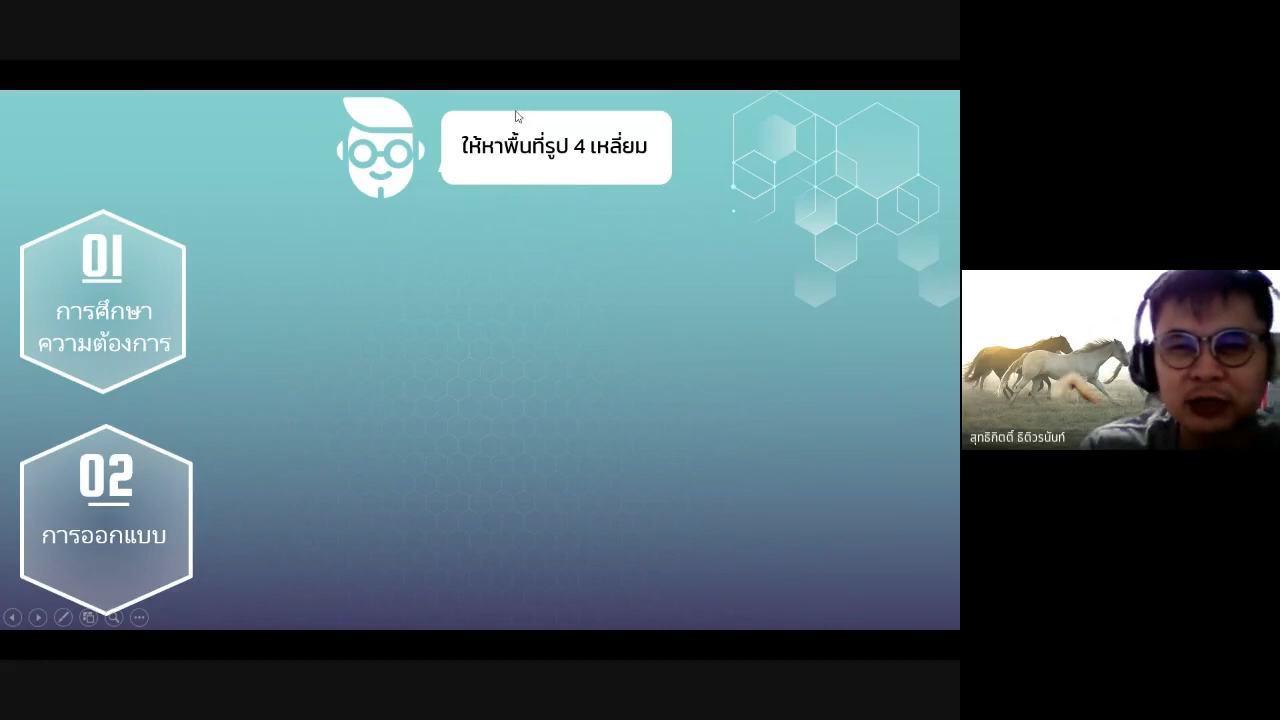 ให้หาพื้นที่รูป 4 เหลี่ยม
01
การศึกษา
ความต้องการ
02
การออกแบบ
สุทธิกิตติ์ ธิติวรนันท์